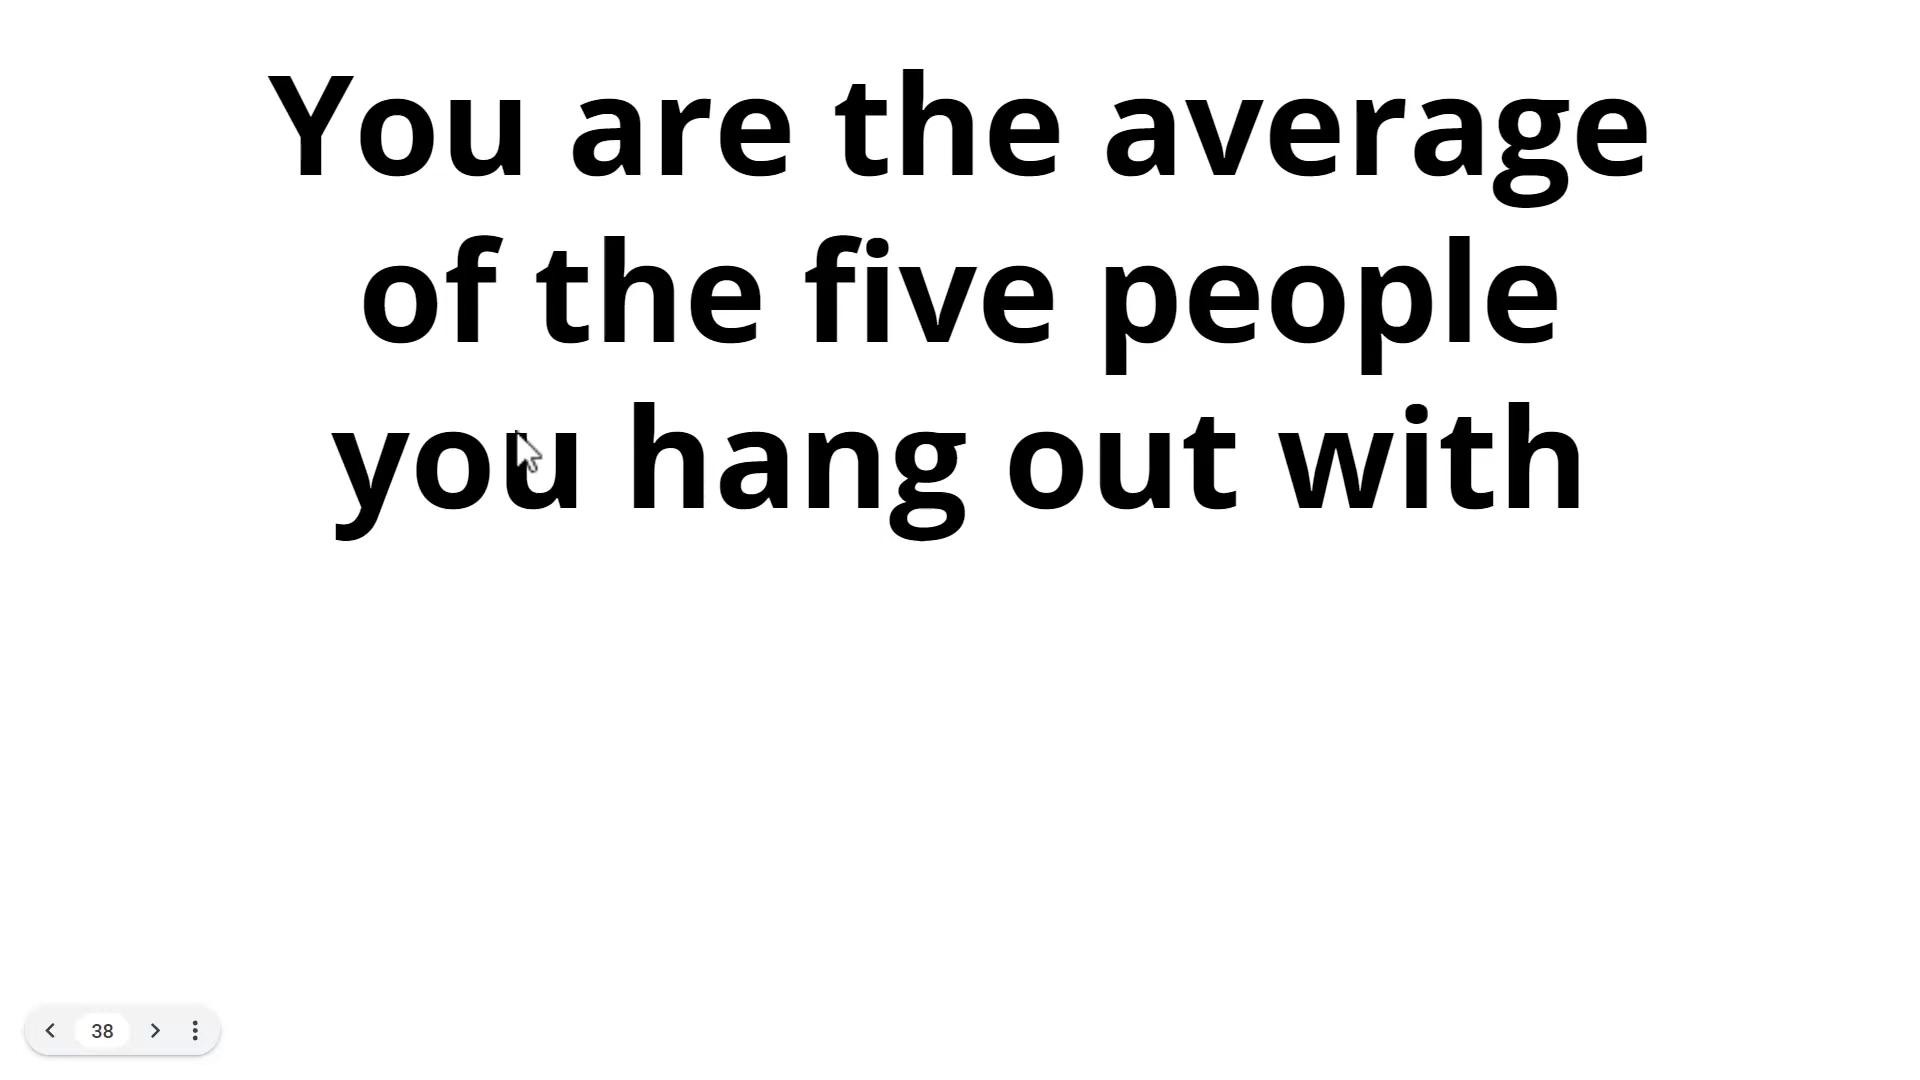 You are the average
of the five people
you hang out with
38